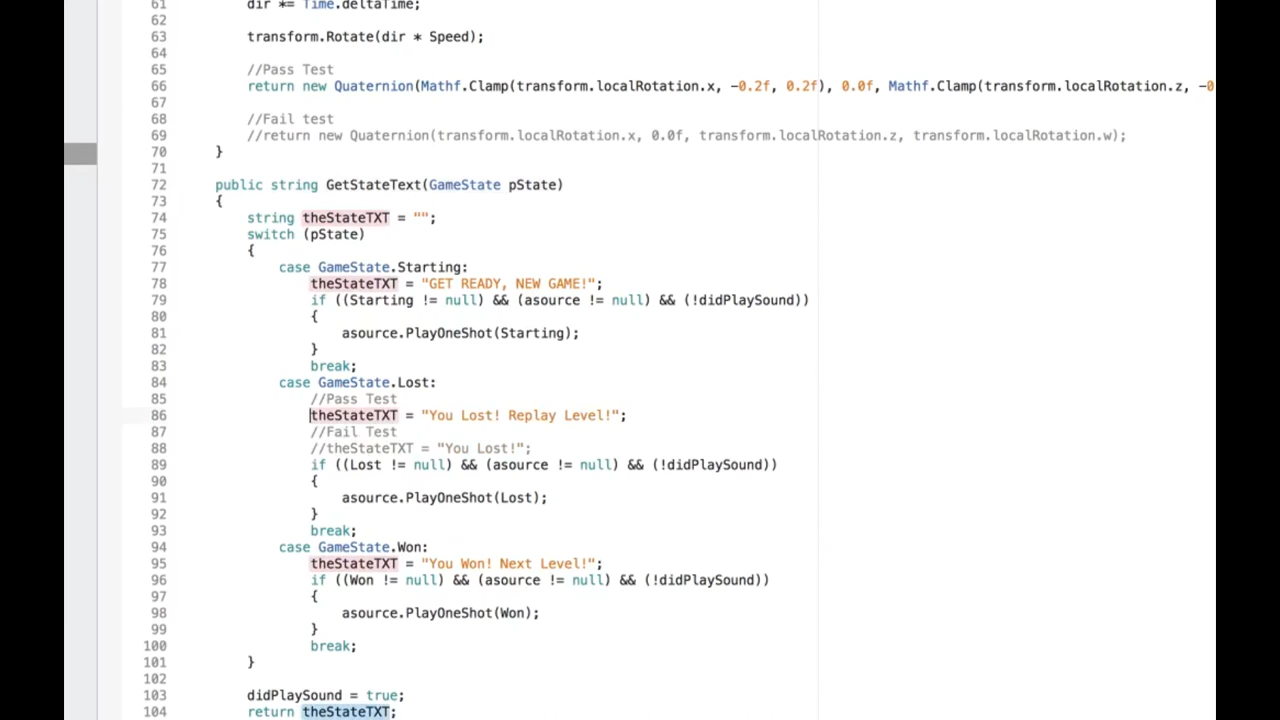 61 dir *= Time.deltaTime;
62
63 transform.Rotate(dir * Speed);
64
65 //Pass Test
66 return new Quaternion(Mathf.Clamp(transform.localRotation.x, -0.2f, 0.2f), 0.0f, Mathf.Clamp(transform.localRotation.z, -0
67
68 //Fail test
69 //return new Quaternion(transform.localRotation.x, 0.0f, transform.localRotation.z, transform.localRotation.w);
70 }
71
72 public string GetStateText(GameState pState)
73 {
74 string theStateTXT = "";
75 switch (pState)
76 {
77 case GameState.Starting:
78 theStateTXT = "GET READY, NEW GAME!";
79 if ((Starting != null) && (asource != null) && (!didPlaySound))
80 {
81 asource.PlayOneShot(Starting);
82 }
83 break;
84 case GameState.Lost:
85 //Pass Test
86 theStateTXT = "You Lost! Replay Level!";
87 //Fail Test
88 //theStateTXT = "You Lost!";
89 if ((Lost != null) && (asource != null) && (!didPlaySound))
90 {
91 asource.PlayOneShot(Lost);
92 }
93 break;
94 case GameState.Won:
95 theStateTXT = "You Won! Next Level!";
96 if ((Won != null) && (asource != null) && (!didPlaySound))
97 {
98 asource.PlayOneShot(Won);
99 }
100 break;
101 }
102
103 didPlaySound = true;
104 return theStateTXT;